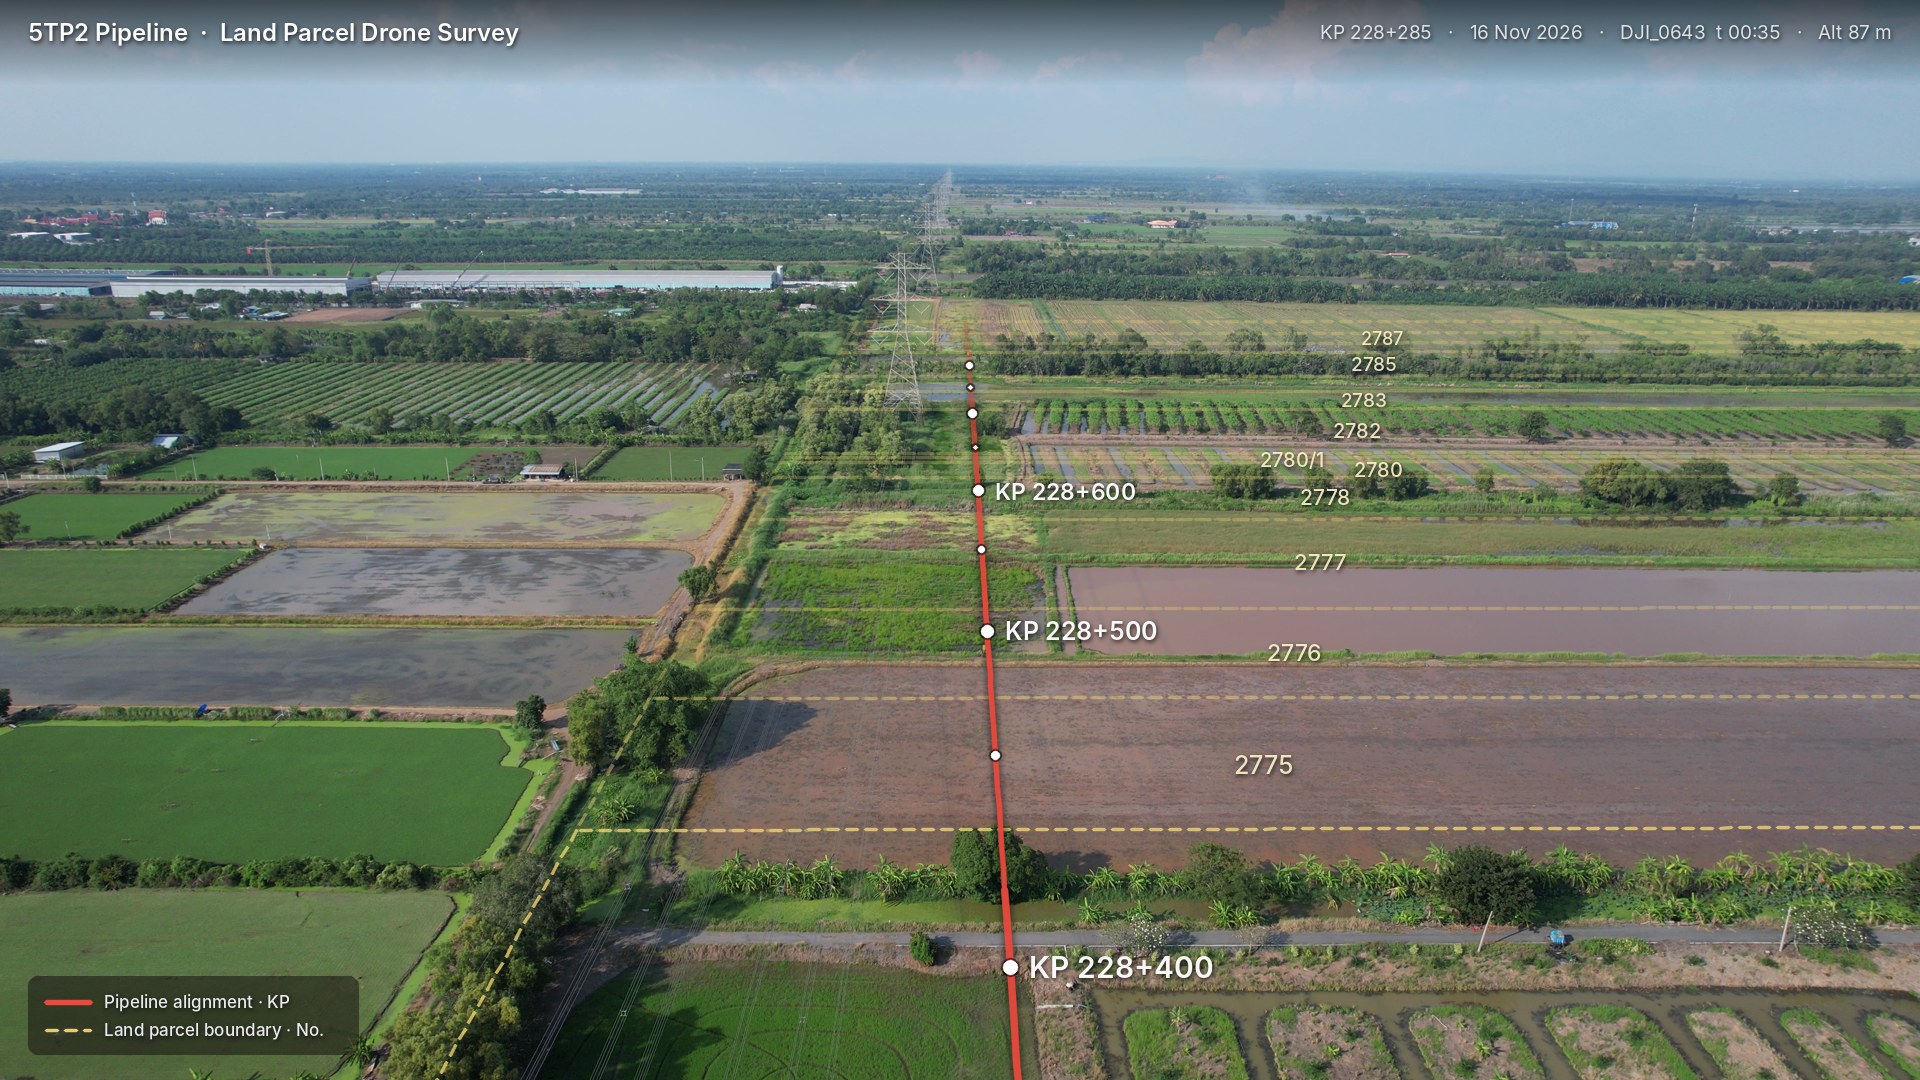 5TP2 Pipeline · Land Parcel Drone Survey
KP 228+285 · 16 Nov 2026 · DJI_0643 t 00:35 · Alt 87 m
2787
2785
2783
2782
2780/1
2780
KP 228+600
2778
2777
KP 228+500
2776
2775
KP 228+400
Pipeline alignment · KP
Land parcel boundary · No.